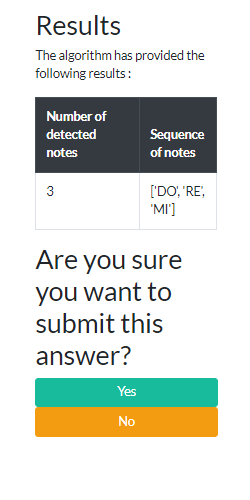 Results
The algorithm has provided the
following results :
Number of
detected
notes
Sequence
of notes
3
['DO', 'RE',
'MI']
Are you sure
you want to
submit this
answer?
Yes
No